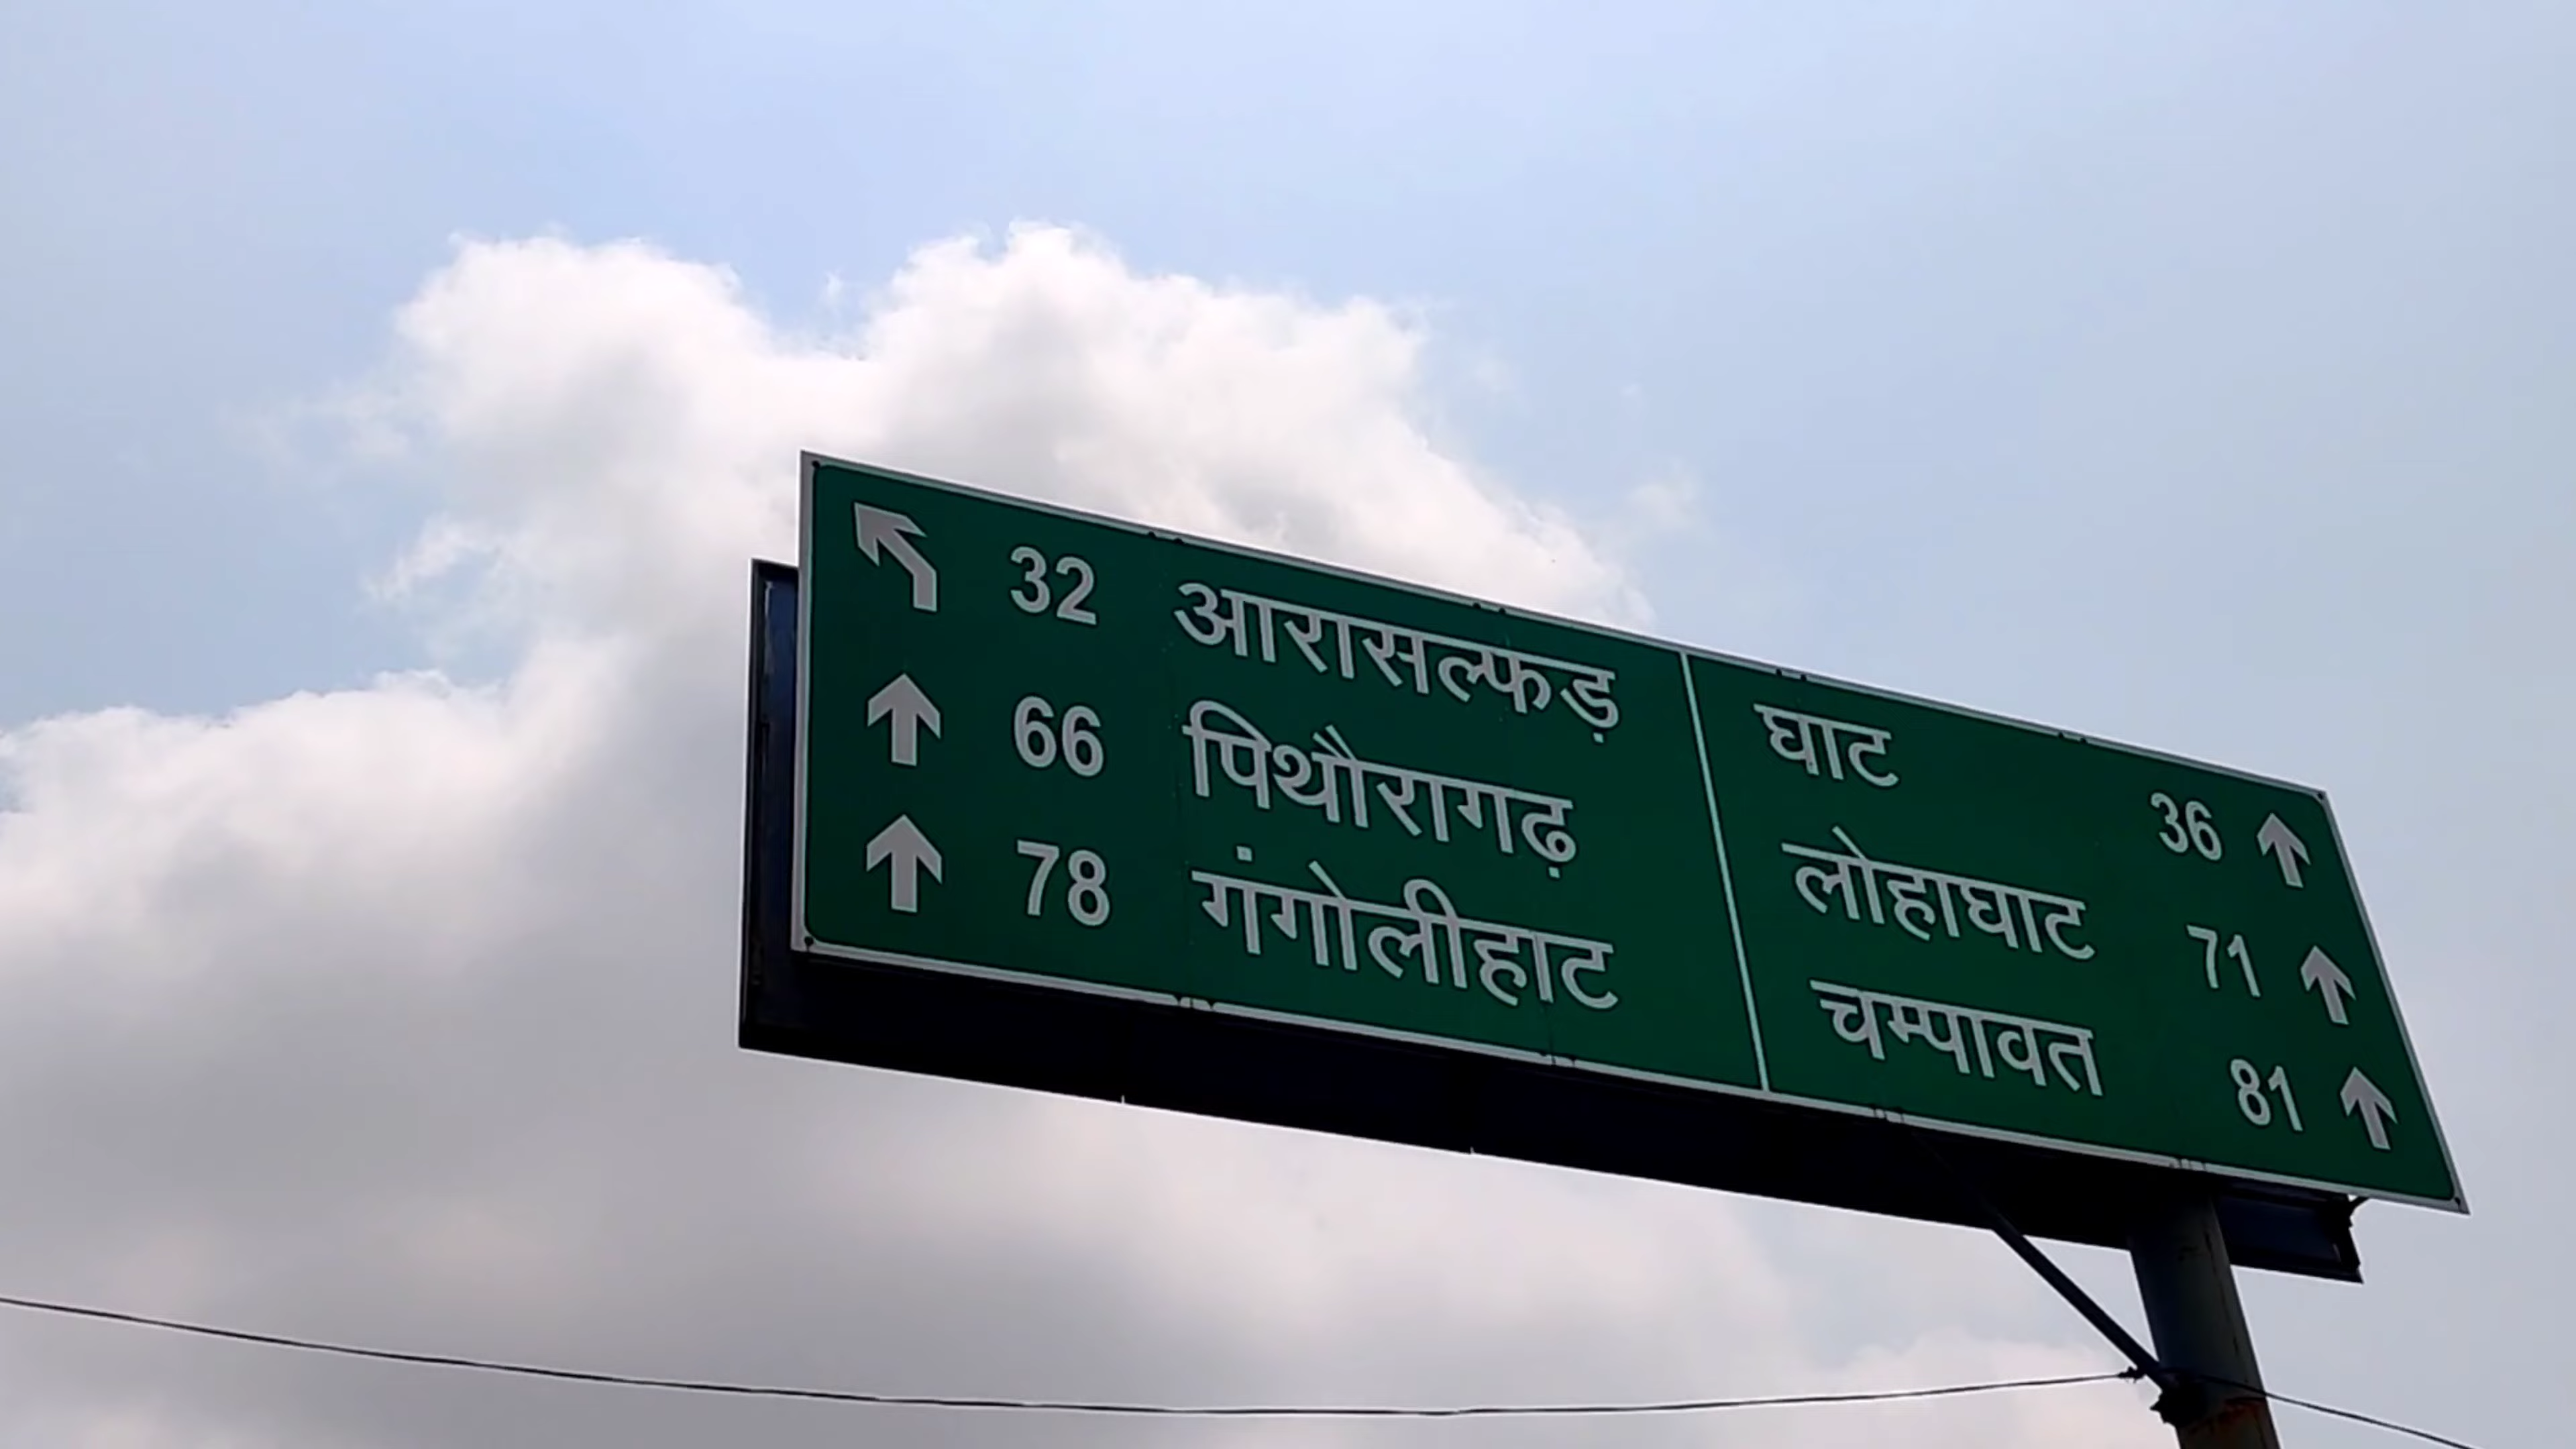 32 आरासल्फड़
66 पिथौरागढ़
78 गंगोलीहाट
घाट 36
लोहाघाट 71
चम्पावत 81